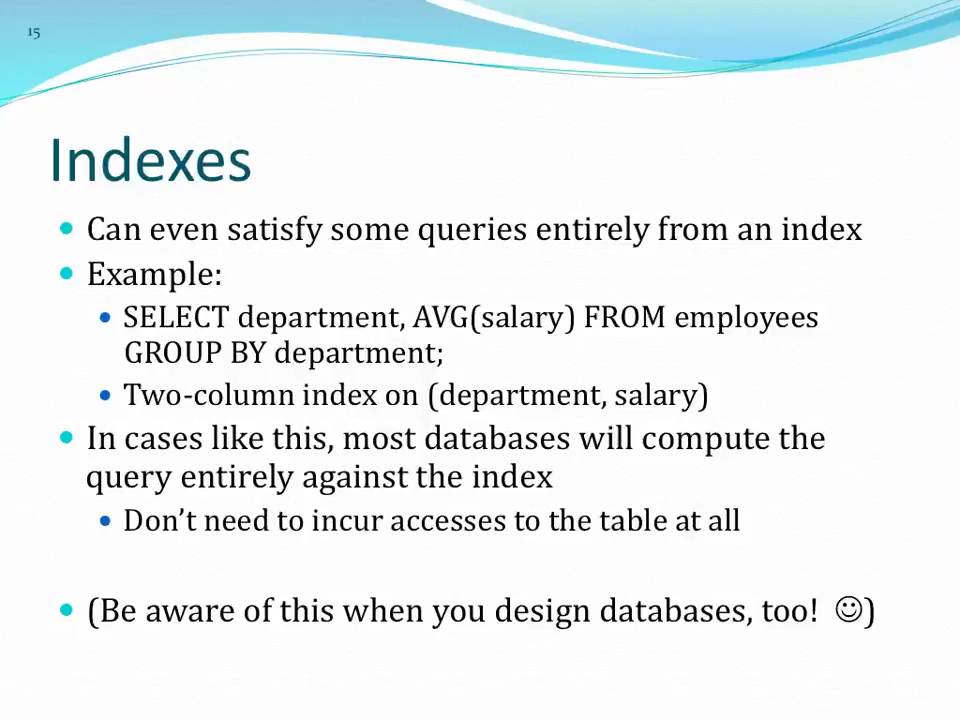 15
Indexes
• Can even satisfy some queries entirely from an index
• Example:
• SELECT department, AVG(salary) FROM employees
GROUP BY department;
• Two-column index on (department, salary)
• In cases like this, most databases will compute the
query entirely against the index
• Don’t need to incur accesses to the table at all
• (Be aware of this when you design databases, too! ☺)